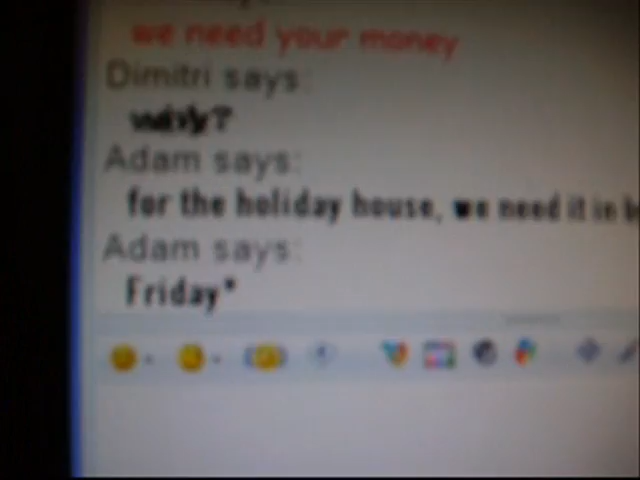 we need your money
Dimitri says:
why?
Adam says:
for the holiday house, we need it in
Adam says:
Friday*